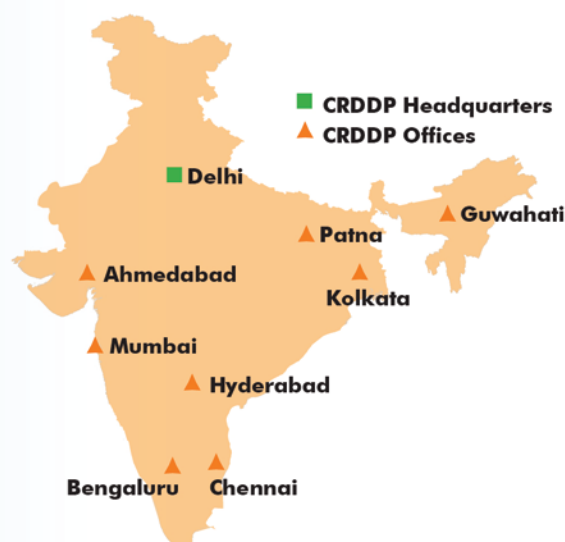 CRDDP Headquarters
CRDDP Offices
Delhi
Guwahati
Patna
Ahmedabad
Kolkata
Mumbai
Hyderabad
Bengaluru
Chennai